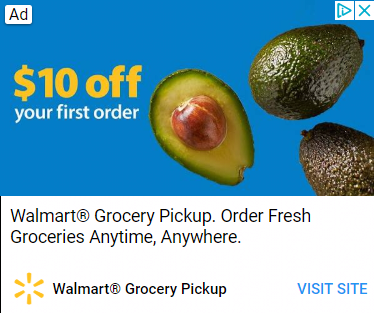 Ad
$10 off
your first order
Walmart® Grocery Pickup. Order Fresh
Groceries Anytime, Anywhere.
Walmart® Grocery Pickup
VISIT SITE